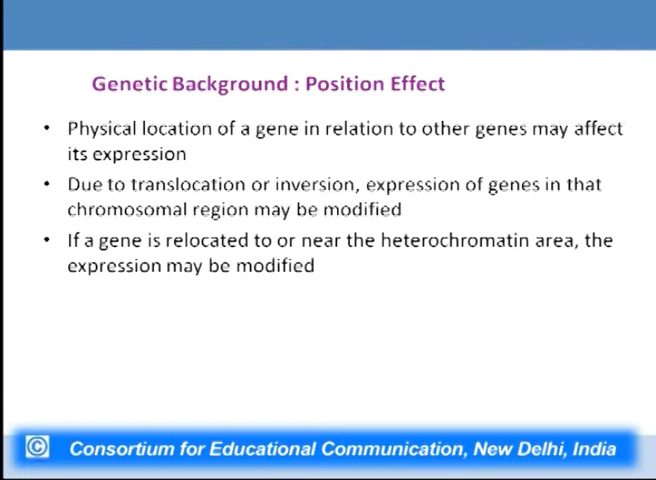 Genetic Background : Position Effect
• Physical location of a gene in relation to other genes may affect
its expression
• Due to translocation or inversion, expression of genes in that
chromosomal region may be modified
• If a gene is relocated to or near the heterochromatin area, the
expression may be modified
© Consortium for Educational Communication, New Delhi, India